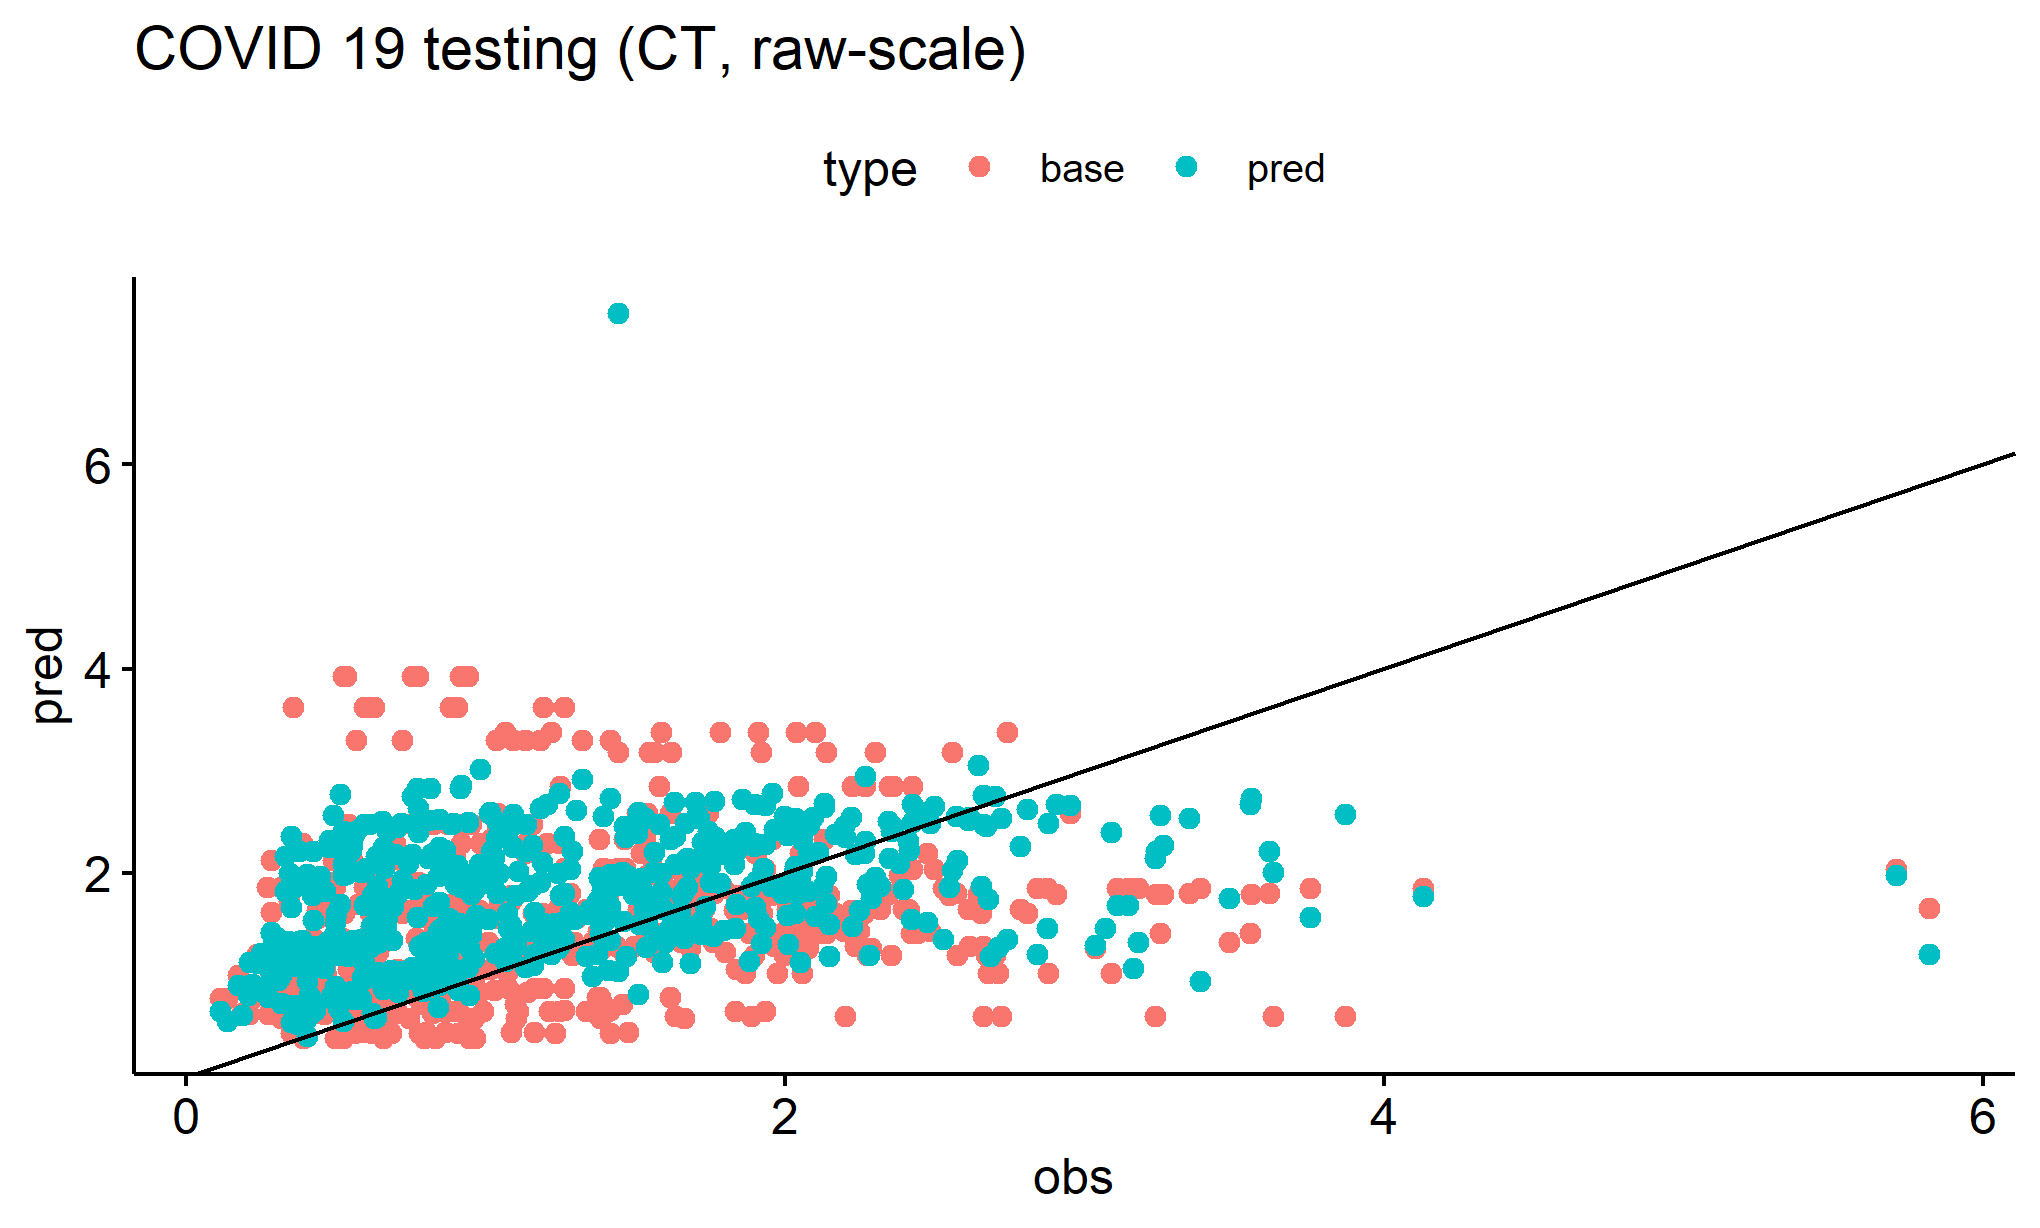 COVID 19 testing (CT, raw-scale)
type base pred
6
4
2
pred
0 2 4 6
obs